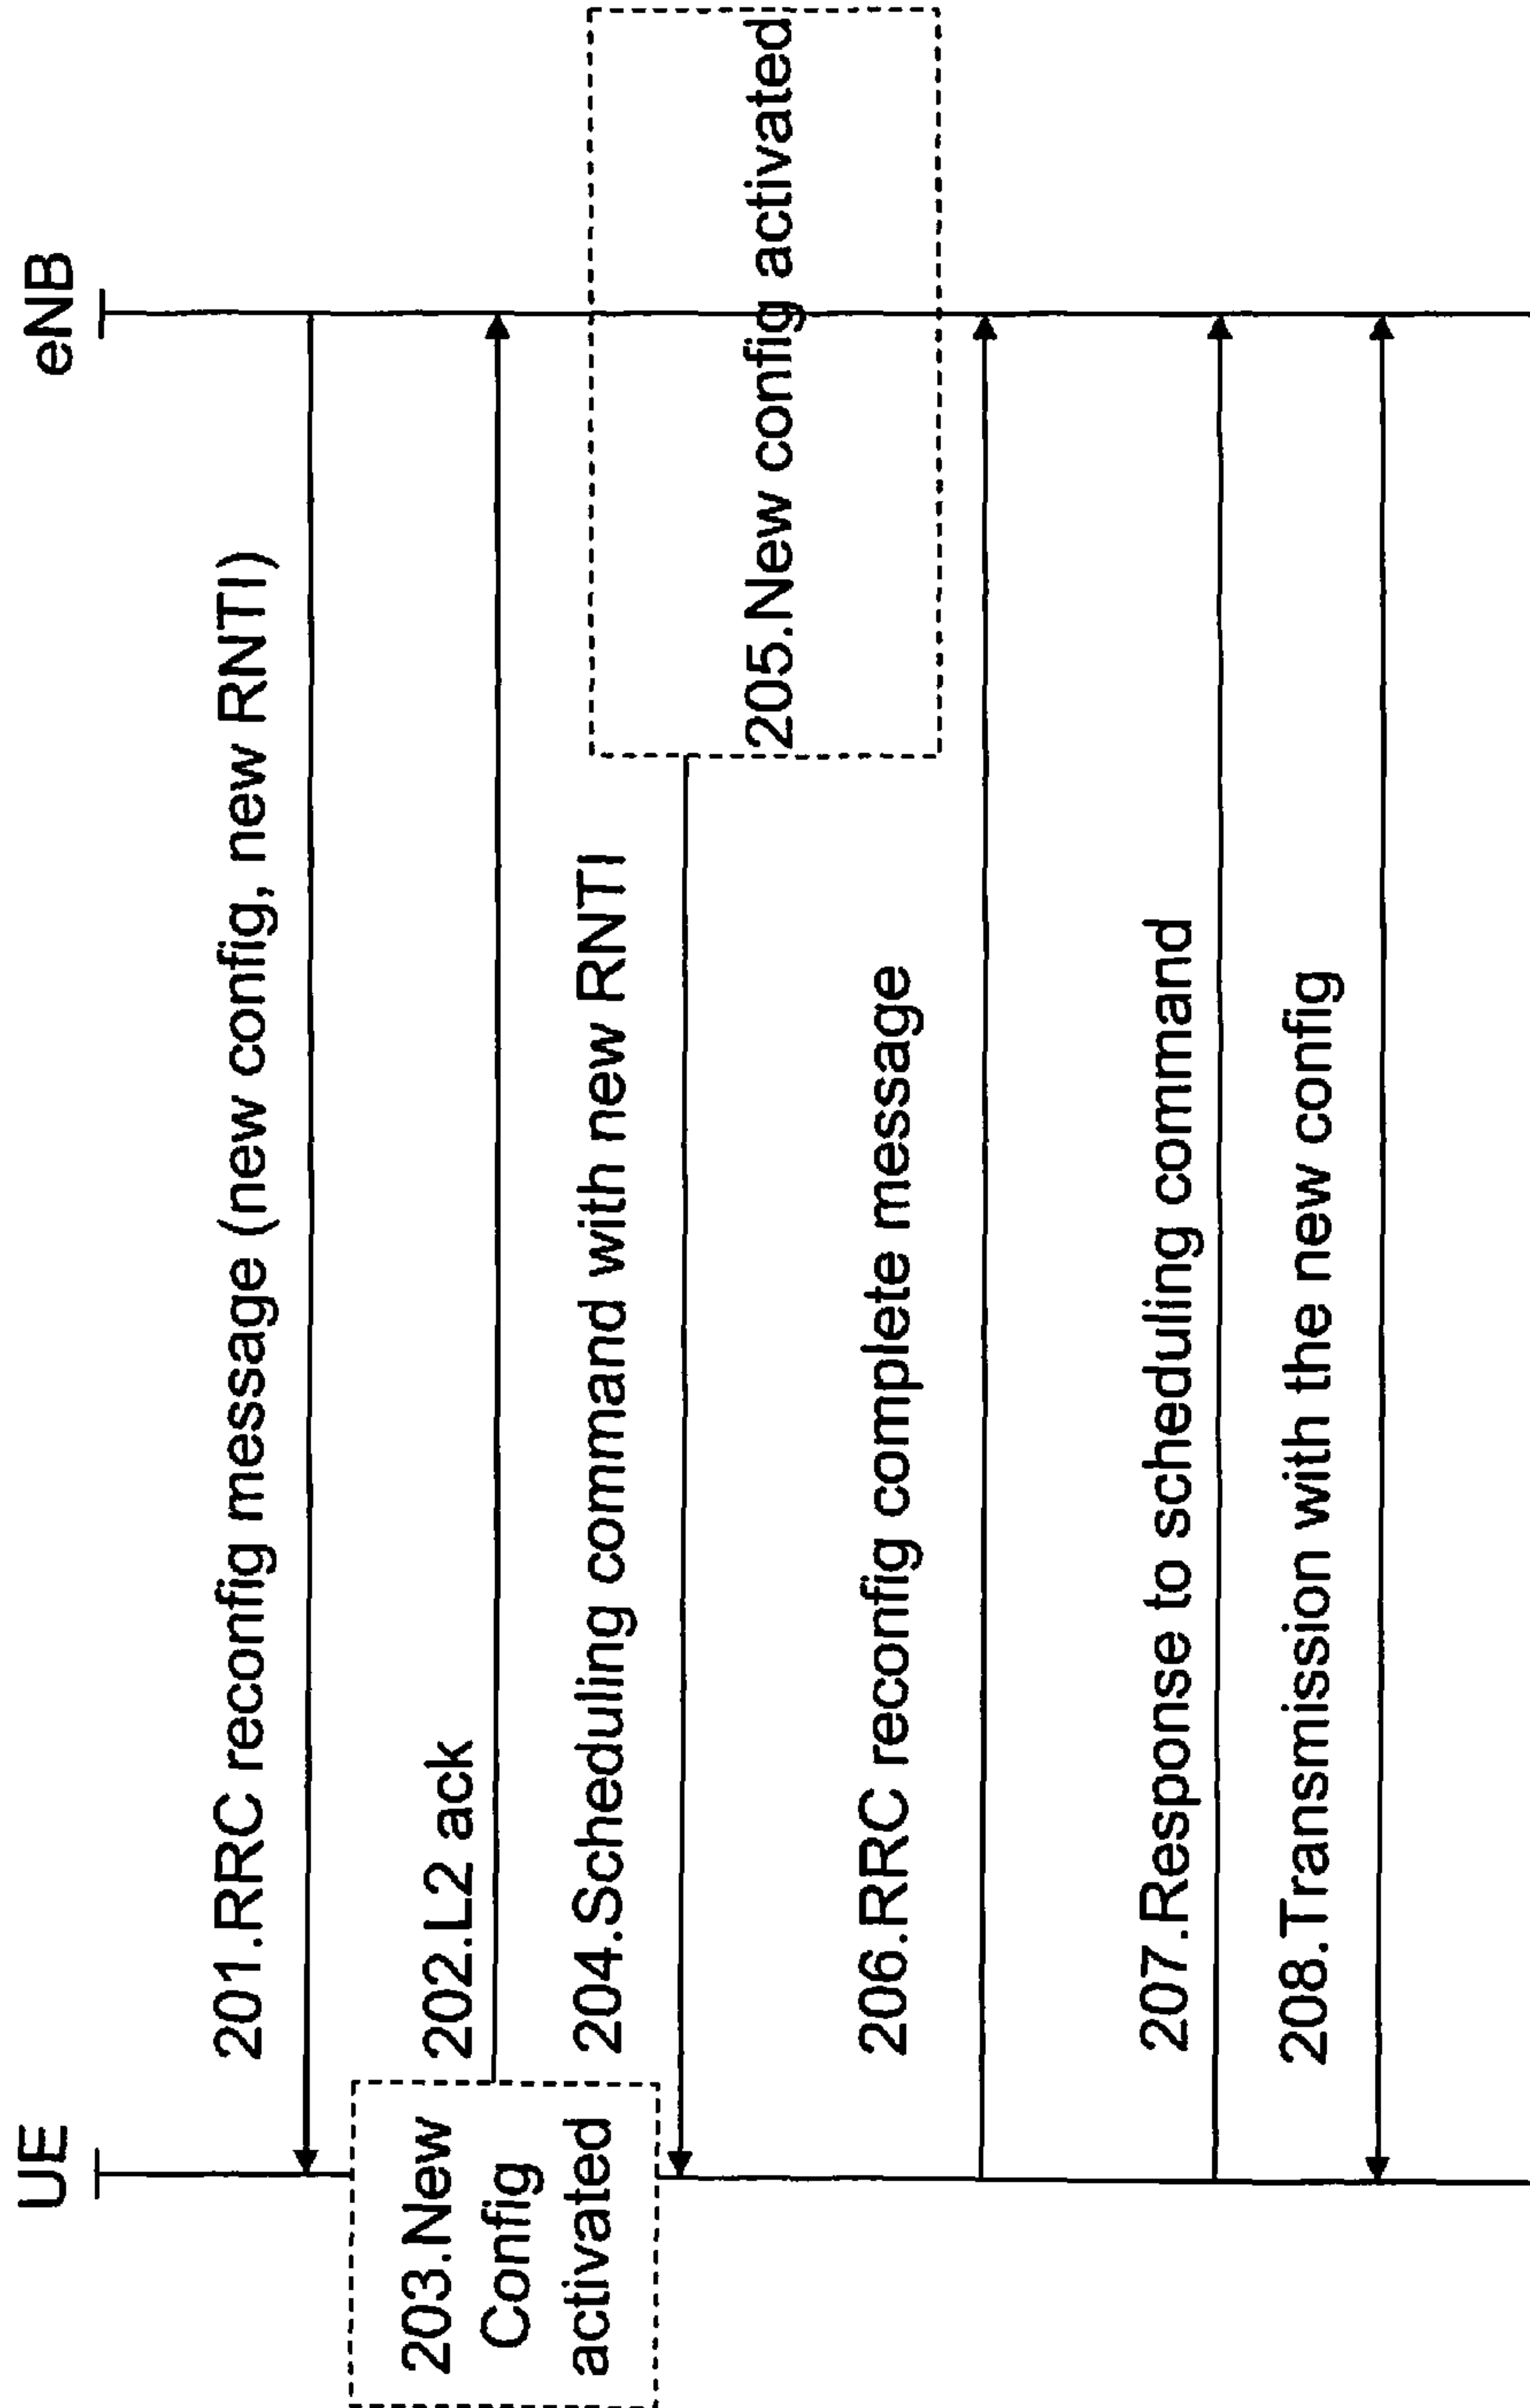 UE
eNB
201.RRC reconfig message (new config, new RNTI)
202.L2 ack
203.New
Config
activated
204.Scheduling command with new RNTI
205.New config activated
206.RRC reconfig complete message
207.Response to scheduling command
208.Transmission with the new config